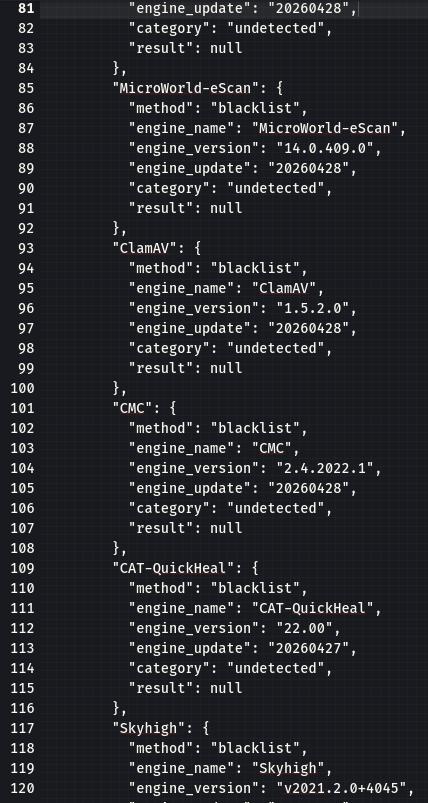 81 "engine_update": "20260428",
82 "category": "undetected",
83 "result": null
84 },
85 "MicroWorld-eScan": {
86 "method": "blacklist",
87 "engine_name": "MicroWorld-eScan",
88 "engine_version": "14.0.409.0",
89 "engine_update": "20260428",
90 "category": "undetected",
91 "result": null
92 },
93 "ClamAV": {
94 "method": "blacklist",
95 "engine_name": "ClamAV",
96 "engine_version": "1.5.2.0",
97 "engine_update": "20260428",
98 "category": "undetected",
99 "result": null
100 },
101 "CMC": {
102 "method": "blacklist",
103 "engine_name": "CMC",
104 "engine_version": "2.4.2022.1",
105 "engine_update": "20260428",
106 "category": "undetected",
107 "result": null
108 },
109 "CAT-QuickHeal": {
110 "method": "blacklist",
111 "engine_name": "CAT-QuickHeal",
112 "engine_version": "22.00",
113 "engine_update": "20260427",
114 "category": "undetected",
115 "result": null
116 },
117 "Skyhigh": {
118 "method": "blacklist",
119 "engine_name": "Skyhigh",
120 "engine_version": "v2021.2.0+4045",